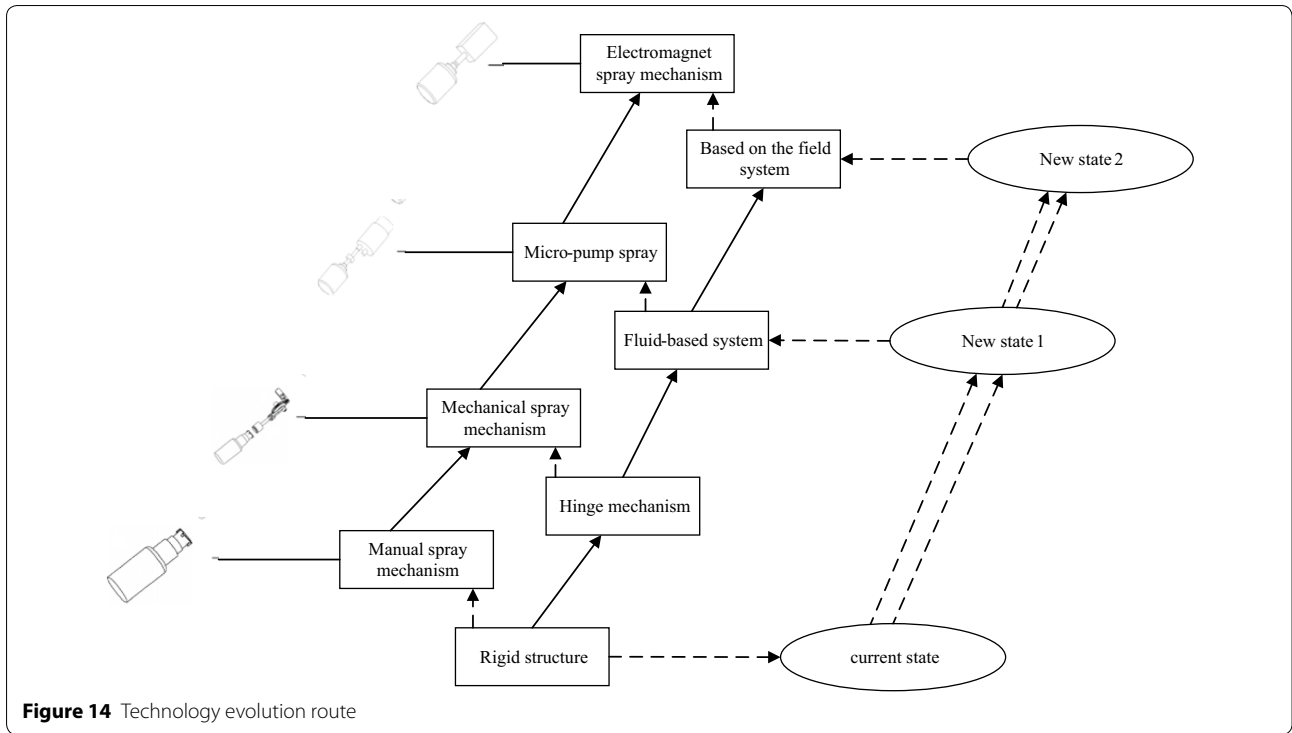 Electromagnet
spray mechanism
Based on the field
system
New state 2
Micro-pump spray
Fluid-based system
New state 1
Mechanical spray
mechanism
Hinge mechanism
Manual spray
mechanism
Rigid structure
current state
Figure 14 Technology evolution route